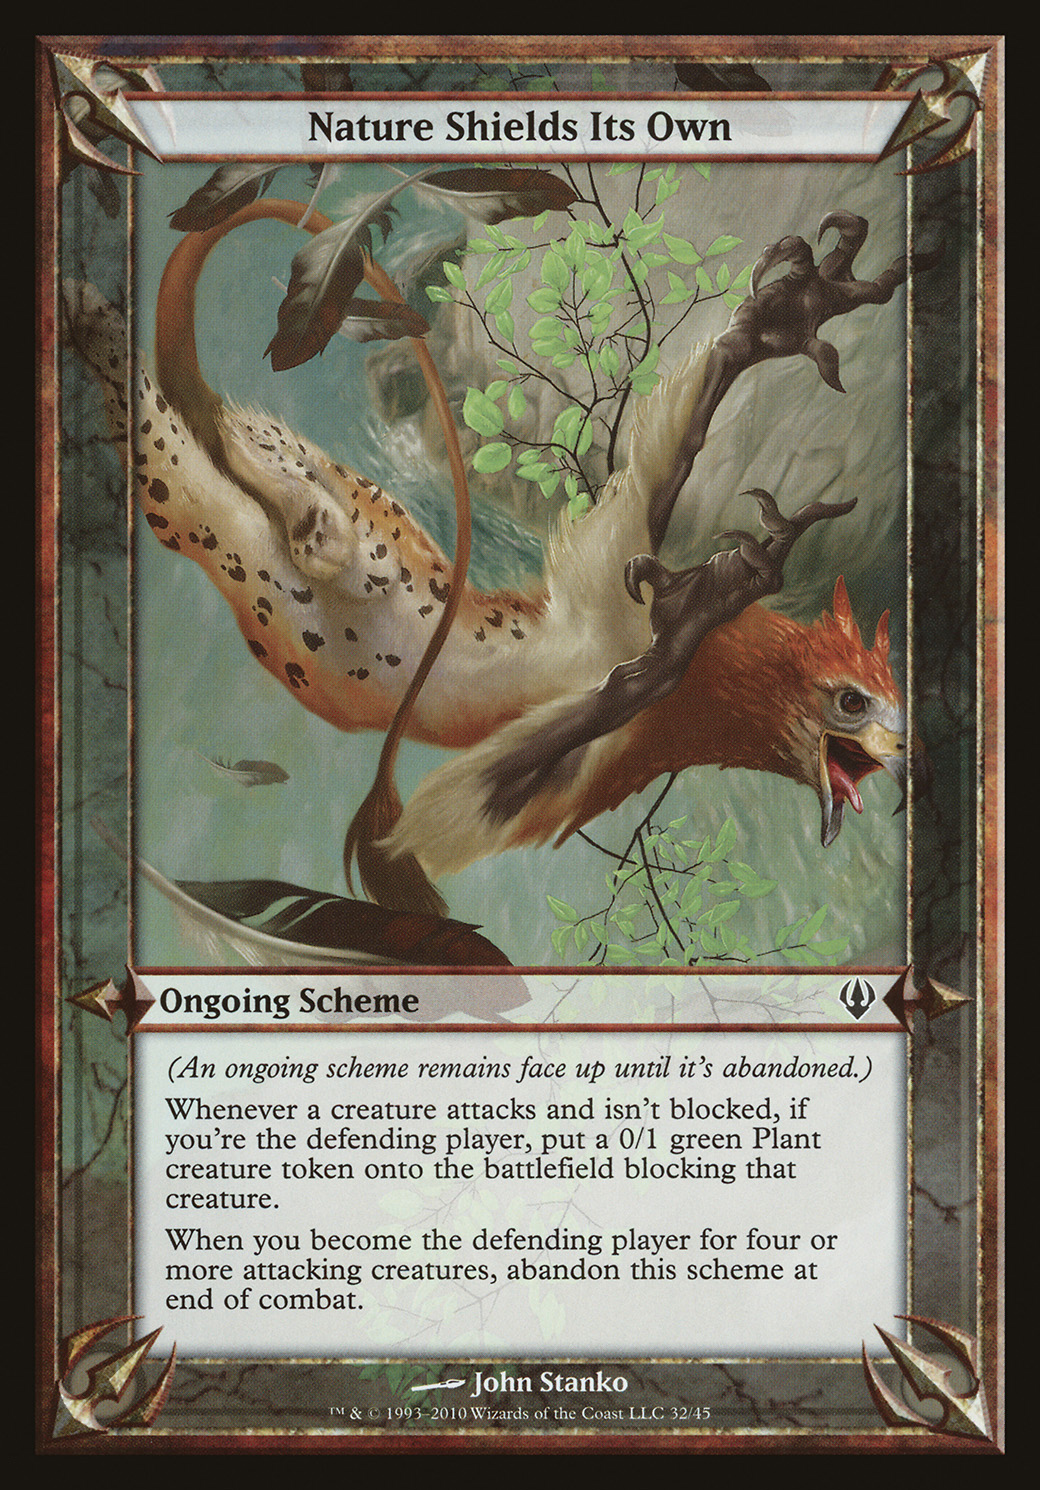 Nature Shields Its Own
Ongoing Scheme
(An ongoing scheme remains face up until it's abandoned.)
Whenever a creature attacks and isn't blocked, if
you're the defending player, put a 0/1 green Plant
creature token onto the battlefield blocking that
creature.
When you become the defending player for four or
more attacking creatures, abandon this scheme at
end of combat.
John Stanko
™ & © 1993–2010 Wizards of the Coast LLC 32/45